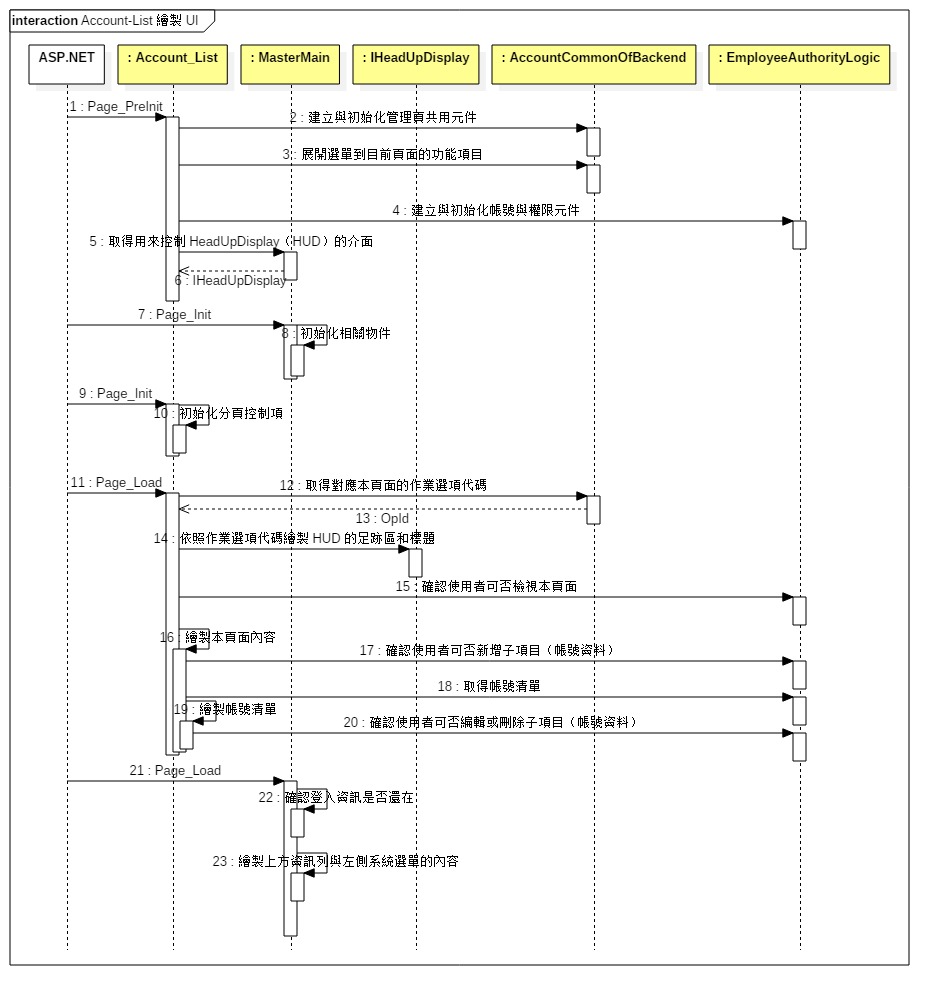 interaction Account-List 繪製 UI
ASP.NET
: Account_List
: MasterMain
: IHeadUpDisplay
: AccountCommonOfBackend
: EmployeeAuthorityLogic
1 : Page_PreInit
2 : 建立與初始化管理頁共用元件
3 : 展開選單到目前頁面的功能項目
4 : 建立與初始化帳號與權限元件
5 : 取得用來控制 HeadUpDisplay（HUD）的介面
6 : IHeadUpDisplay
7 : Page_Init
8 : 初始化相關物件
9 : Page_Init
10 : 初始化分頁控制項
11 : Page_Load
12 : 取得對應本頁面的作業選項代碼
13 : OpId
14 : 依照作業選項代碼繪製 HUD 的足跡區和標題
15 : 確認使用者可否檢視本頁面
16 : 繪製本頁面內容
17 : 確認使用者可否新增子項目（帳號資料）
18 : 取得帳號清單
19 : 繪製帳號清單
20 : 確認使用者可否編輯或刪除子項目（帳號資料）
21 : Page_Load
22 : 確認登入資訊是否還在
23 : 繪製上方資訊列與左側系統選單的內容